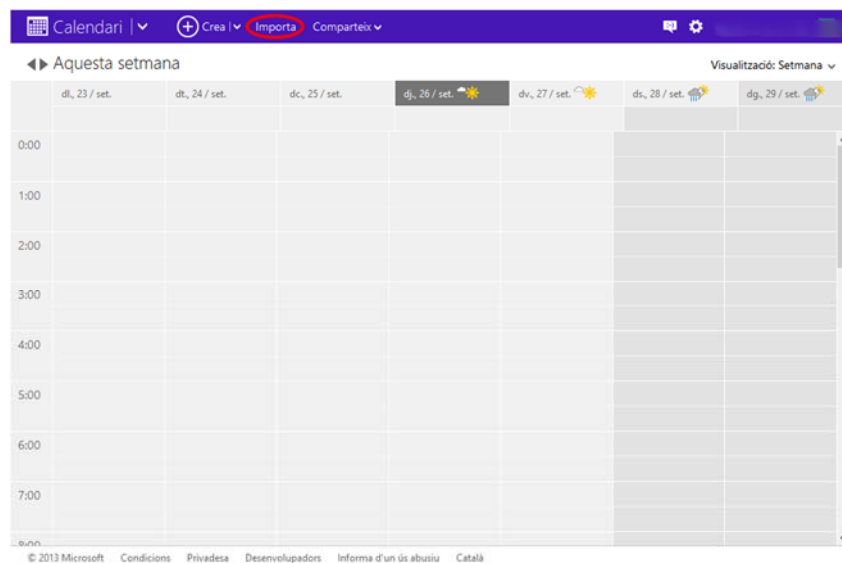 Calendari Crea Importa Comparteix
Aquesta setmana Visualització: Setmana
dl., 23 / set. dt., 24 / set. dc., 25 / set. dj., 26 / set. dv., 27 / set. ds., 28 / set. dg., 29 / set.
0:00
1:00
2:00
3:00
4:00
5:00
6:00
7:00
8:00
© 2013 Microsoft Condicions Privadesa Desenvolupadors Informa d'un ús abusiu Català